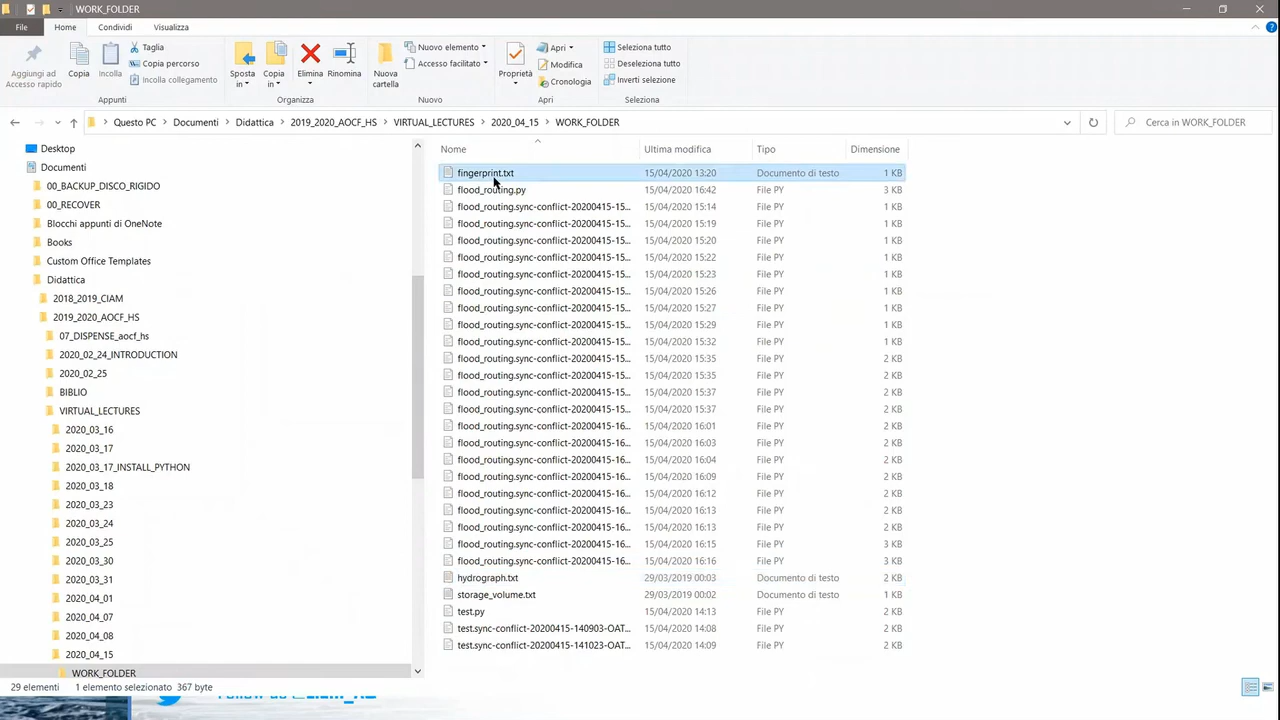 WORK_FOLDER
File Home Condividi Visualizza
Aggiungi ad Accesso rapido
Copia
Incolla
Taglia
Copia percorso
Incolla collegamento
Appunti
Sposta in
Copia in
Elimina
Rinomina
Organizza
Nuova cartella
Nuovo elemento
Accesso facilitato
Nuovo
Proprietà
Apri
Modifica
Cronologia
Apri
Seleziona tutto
Deseleziona tutto
Inverti selezione
Seleziona
Questo PC > Documenti > Didattica > 2019_2020_AOCF_HS > VIRTUAL_LECTURES > 2020_04_15 > WORK_FOLDER
Cerca in WORK_FOLDER
Desktop
Documenti
00_BACKUP_DISCO_RIGIDO
00_RECOVER
Blocchi appunti di OneNote
Books
Custom Office Templates
Didattica
2018_2019_CIAM
2019_2020_AOCF_HS
07_DISPENSE_aocf_hs
2020_02_24_INTRODUCTION
2020_02_25
BIBLIO
VIRTUAL_LECTURES
2020_03_16
2020_03_17
2020_03_17_INSTALL_PYTHON
2020_03_18
2020_03_23
2020_03_24
2020_03_25
2020_03_30
2020_03_31
2020_04_01
2020_04_07
2020_04_08
2020_04_15
WORK_FOLDER
Nome Ultima modifica Tipo Dimensione
fingerprint.txt 15/04/2020 13:20 Documento di testo 1 KB
flood_routing.py 15/04/2020 16:42 File PY 3 KB
flood_routing.sync-conflict-20200415-15... 15/04/2020 15:14 File PY 1 KB
flood_routing.sync-conflict-20200415-15... 15/04/2020 15:19 File PY 1 KB
flood_routing.sync-conflict-20200415-15... 15/04/2020 15:20 File PY 1 KB
flood_routing.sync-conflict-20200415-15... 15/04/2020 15:22 File PY 1 KB
flood_routing.sync-conflict-20200415-15... 15/04/2020 15:23 File PY 1 KB
flood_routing.sync-conflict-20200415-15... 15/04/2020 15:26 File PY 1 KB
flood_routing.sync-conflict-20200415-15... 15/04/2020 15:27 File PY 1 KB
flood_routing.sync-conflict-20200415-15... 15/04/2020 15:29 File PY 1 KB
flood_routing.sync-conflict-20200415-15... 15/04/2020 15:32 File PY 1 KB
flood_routing.sync-conflict-20200415-15... 15/04/2020 15:35 File PY 2 KB
flood_routing.sync-conflict-20200415-15... 15/04/2020 15:35 File PY 2 KB
flood_routing.sync-conflict-20200415-15... 15/04/2020 15:37 File PY 2 KB
flood_routing.sync-conflict-20200415-15... 15/04/2020 15:37 File PY 2 KB
flood_routing.sync-conflict-20200415-16... 15/04/2020 16:01 File PY 2 KB
flood_routing.sync-conflict-20200415-16... 15/04/2020 16:03 File PY 2 KB
flood_routing.sync-conflict-20200415-16... 15/04/2020 16:04 File PY 2 KB
flood_routing.sync-conflict-20200415-16... 15/04/2020 16:09 File PY 2 KB
flood_routing.sync-conflict-20200415-16... 15/04/2020 16:12 File PY 2 KB
flood_routing.sync-conflict-20200415-16... 15/04/2020 16:13 File PY 2 KB
flood_routing.sync-conflict-20200415-16... 15/04/2020 16:13 File PY 2 KB
flood_routing.sync-conflict-20200415-16... 15/04/2020 16:15 File PY 3 KB
flood_routing.sync-conflict-20200415-16... 15/04/2020 16:16 File PY 2 KB
hydrograph.txt 29/03/2019 00:03 Documento di testo 2 KB
storage_volume.txt 29/03/2019 00:02 Documento di testo 1 KB
test.py 15/04/2020 14:13 File PY 2 KB
test.sync-conflict-20200415-140903-OAT... 15/04/2020 14:08 File PY 2 KB
test.sync-conflict-20200415-141023-OAT... 15/04/2020 14:09 File PY 2 KB
29 elementi 1 elemento selezionato 367 byte